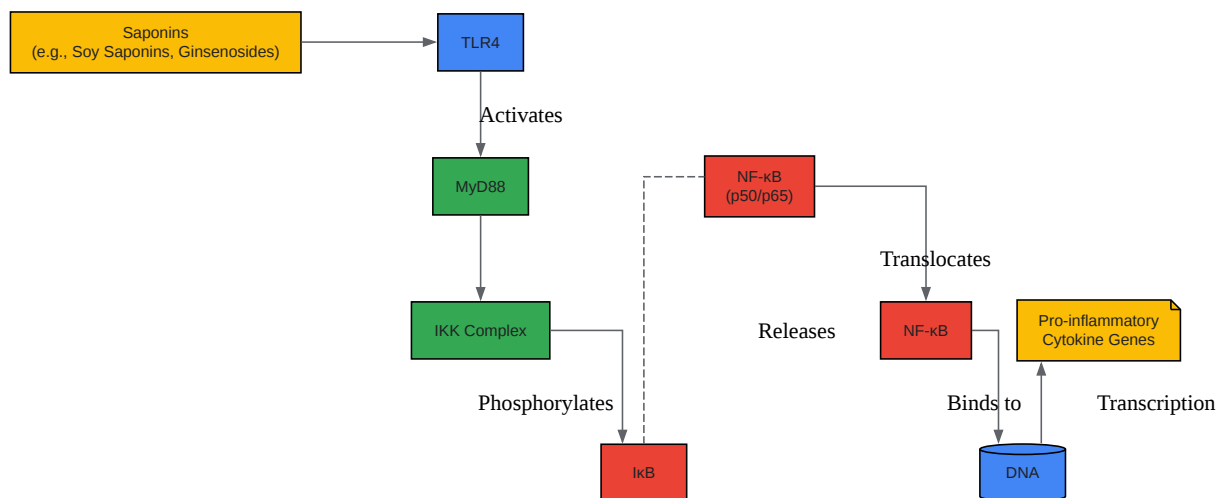 Saponins
(e.g., Soy Saponins, Ginsenosides)
TLR4
Activates
MyD88
NF-κB
(p50/p65)
Translocates
IKK Complex
Releases
NF-κB
Pro-inflammatory
Cytokine Genes
Phosphorylates
Binds to
Transcription
IκB
DNA